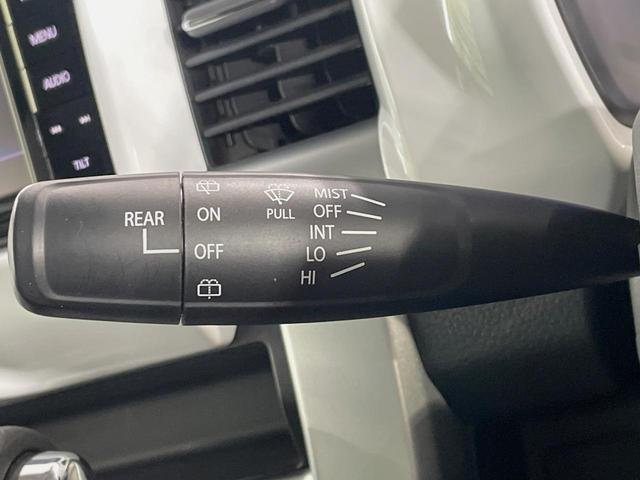 MENU
AUDIO
TILT
REAR
ON
OFF
PULL
MIST
OFF
INT
LO
HI